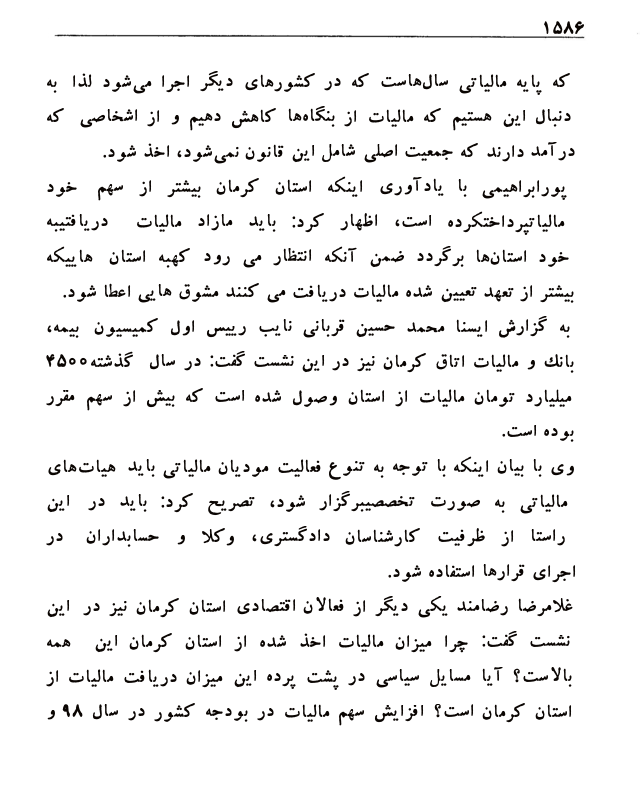 ۱۵۸۶
که پایه مالیاتی سال‌هاست که در کشورهای دیگر اجرا می‌شود لذا به
دنبال این هستیم که مالیات از بنگاه‌ها کاهش دهیم و از اشخاصی که
درآمد دارند که جمعیت اصلی شامل این قانون نمی‌شود، اخذ شود.
پورابراهیمی با یادآوری اینکه استان کرمان بیشتر از سهم خود
مالیاتپرداختکرده است، اظهار کرد: باید مازاد مالیات دریافتیبه
خود استان‌ها برگردد ضمن آنکه انتظار می رود کهبه استان هاییکه
بیشتر از تعهد تعیین شده مالیات دریافت می کنند مشوق هایی اعطا شود.
به گزارش ایسنا محمد حسین قربانی نایب رییس اول کمیسیون بیمه،
بانك و مالیات اتاق کرمان نیز در این نشست گفت: در سال گذشته۴۵۰۰
میلیارد تومان مالیات از استان وصول شده است که بیش از سهم مقرر
بوده است.
وی با بیان اینکه با توجه به تنوع فعالیت مودیان مالیاتی باید هیات‌های
مالیاتی به صورت تخصصیبرگزار شود، تصریح کرد: باید در این
راستا از ظرفیت کارشناسان دادگستری، وکلا و حسابداران در
اجرای قرارها استفاده شود.
غلامرضا رضامند یکی دیگر از فعالان اقتصادی استان کرمان نیز در این
نشست گفت: چرا میزان مالیات اخذ شده از استان کرمان این همه
بالاست؟ آیا مسایل سیاسی در پشت پرده این میزان دریافت مالیات از
استان کرمان است؟ افزایش سهم مالیات در بودجه کشور در سال ۹۸ و